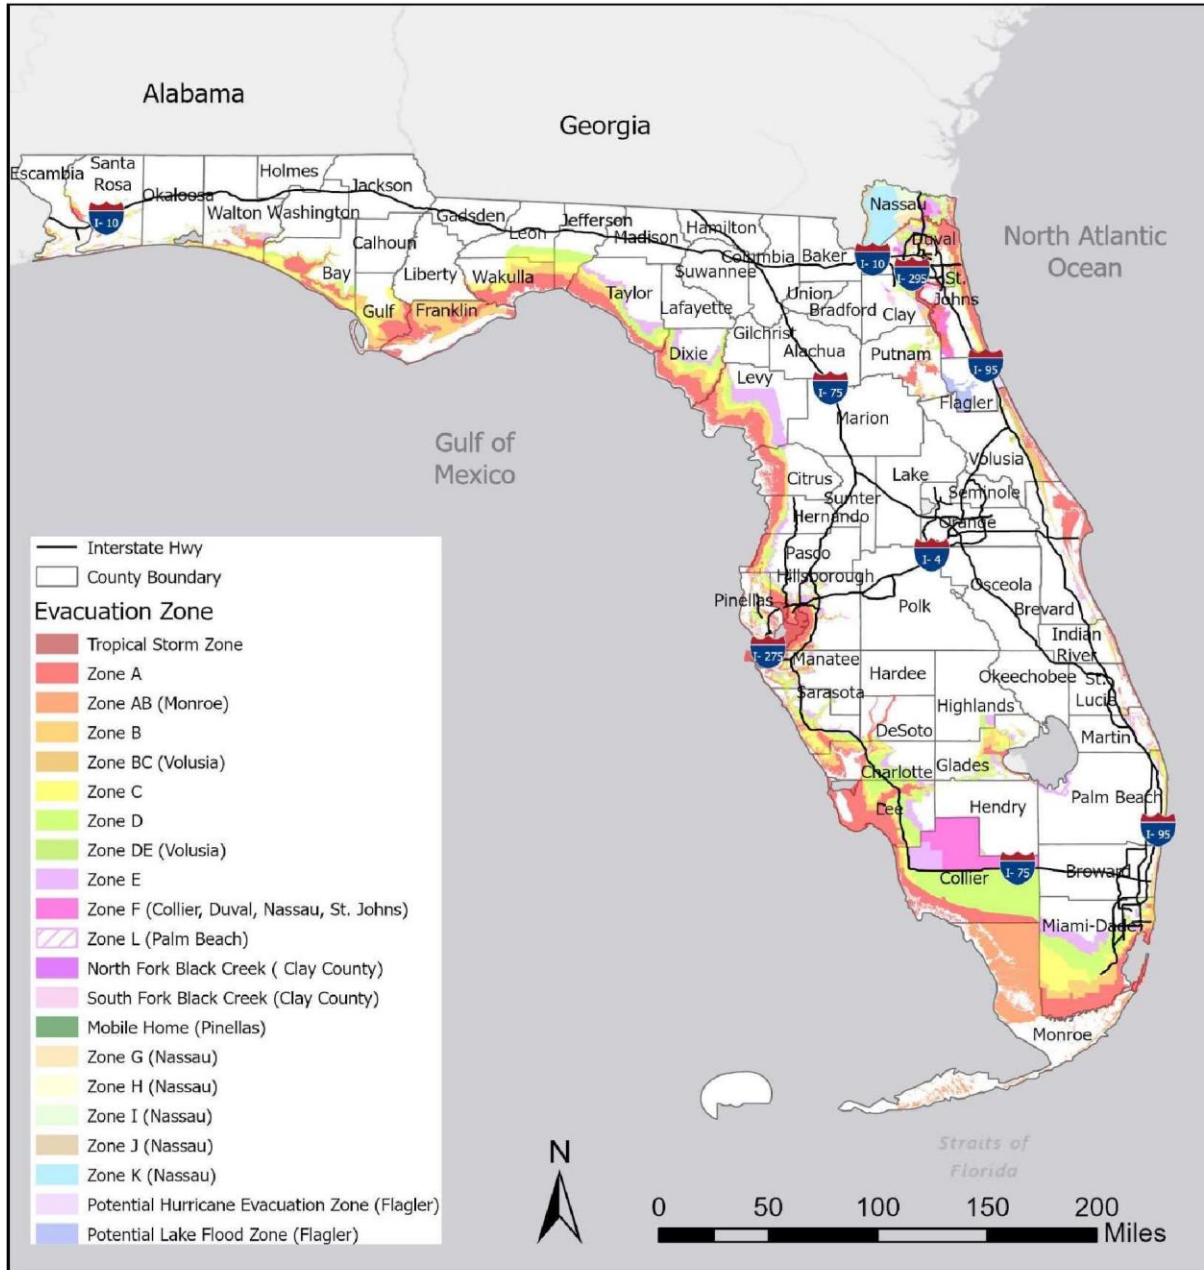 Alabama
Georgia
Escambia
Santa
Rosa
Okaloosa
Holmes
Walton
Washington
Jackson
Calhoun
Bay
Gulf
Gadsden
Liberty
Franklin
Leon
Wakulla
Jefferson
Madison
Taylor
Hamilton
Suwannee
Lafayette
Dixie
Columbia
Baker
Union
Bradford
Gilchrist
Alachua
Levy
Nassau
Duval
St.
Johns
Clay
Putnam
Flagler
Marion
Volusia
Citrus
Sumter
Lake
Seminole
Hernando
Orange
Pasco
Hillsborough
Pinellas
Polk
Osceola
Brevard
Indian
River
Manatee
Hardee
Okeechobee
St.
Lucie
Sarasota
DeSoto
Highlands
Martin
Charlotte
Glades
Lee
Hendry
Palm Beach
Collier
Broward
Miami-Dade
Monroe
I- 10
I- 10
I- 295
I- 95
I- 75
I- 4
I- 275
I- 95
I- 75
North Atlantic
Ocean
Gulf of
Mexico
Straits of
Florida
Interstate Hwy
County Boundary
Evacuation Zone
Tropical Storm Zone
Zone A
Zone AB (Monroe)
Zone B
Zone BC (Volusia)
Zone C
Zone D
Zone DE (Volusia)
Zone E
Zone F (Collier, Duval, Nassau, St. Johns)
Zone L (Palm Beach)
North Fork Black Creek ( Clay County)
South Fork Black Creek (Clay County)
Mobile Home (Pinellas)
Zone G (Nassau)
Zone H (Nassau)
Zone I (Nassau)
Zone J (Nassau)
Zone K (Nassau)
Potential Hurricane Evacuation Zone (Flagler)
Potential Lake Flood Zone (Flagler)
N
0 50 100 150 200
Miles